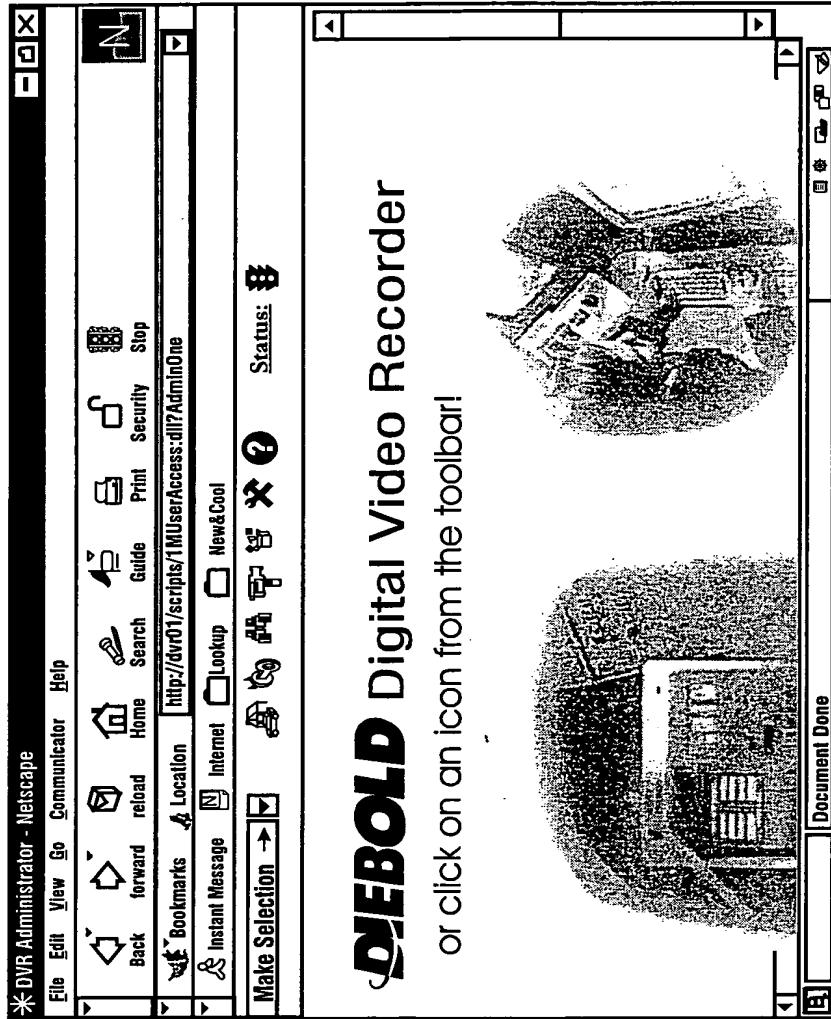 DVR Administrator - Netscape
File Edit View Go Communicator Help
Back forward reload Home Search Guide Print Security Stop
N
Bookmarks Location http://dvr01/scripts/1MUserAccess:dll?AdminOne
Instant Message N Internet Lookup New&Cool
Make Selection → Status:
DIEBOLD Digital Video Recorder
or click on an icon from the toolbar!
Document Done